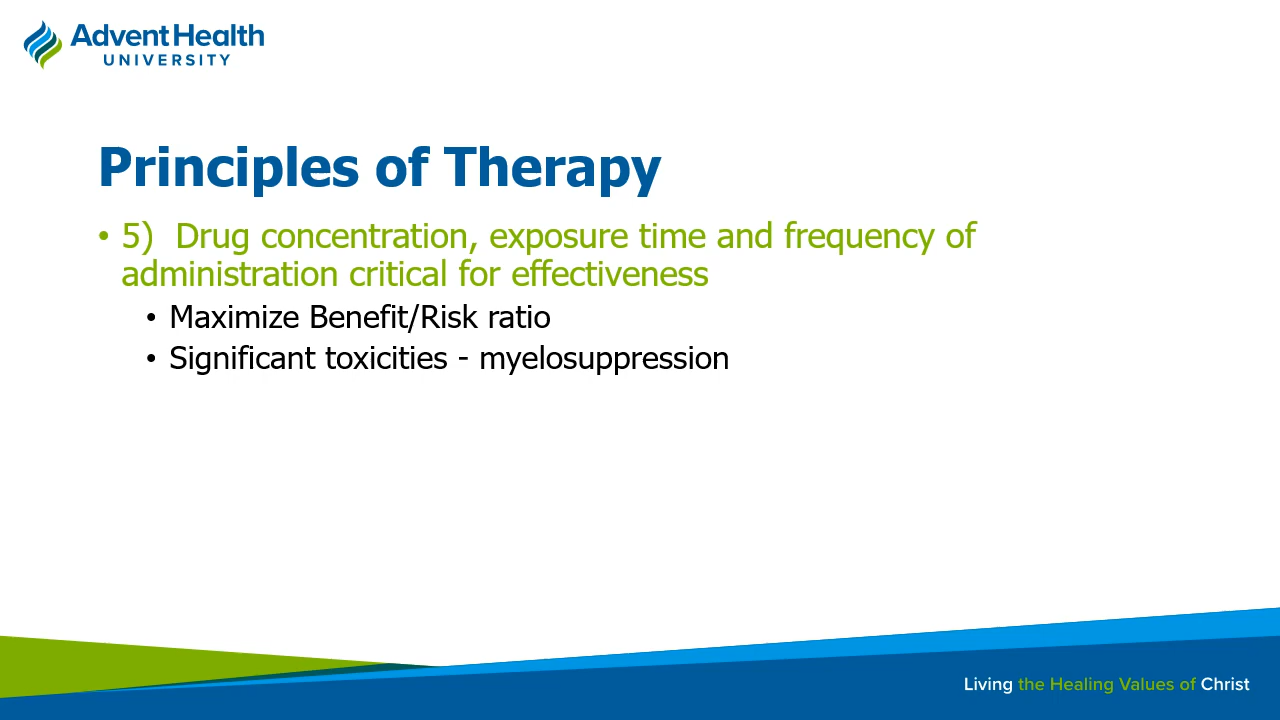 AdventHealth
UNIVERSITY
Principles of Therapy
• 5)  Drug concentration, exposure time and frequency of
administration critical for effectiveness
• Maximize Benefit/Risk ratio
• Significant toxicities - myelosuppression
Living the Healing Values of Christ